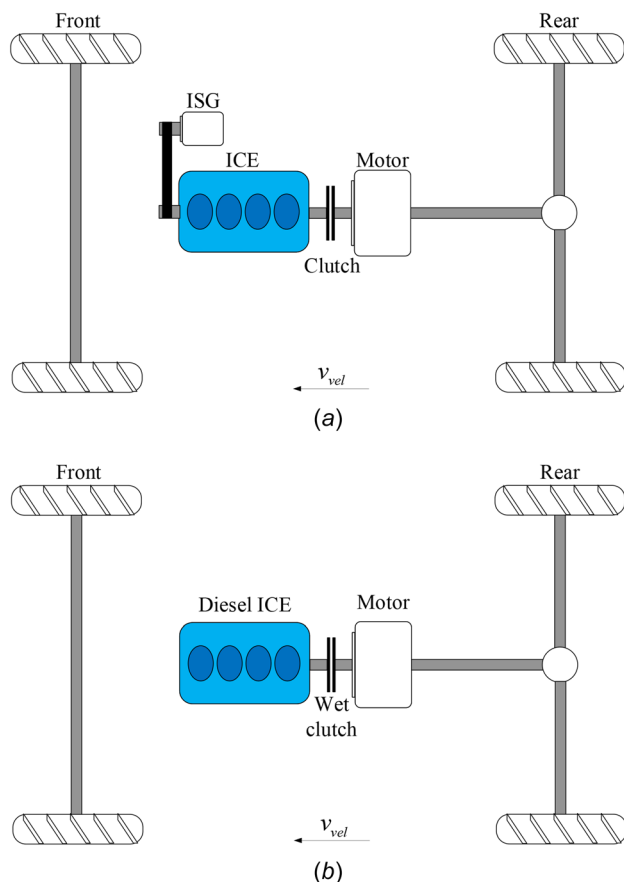 Front
Rear
ISG
ICE
Motor
Clutch
v_vel
(a)
Front
Rear
Diesel ICE
Motor
Wet
clutch
v_vel
(b)